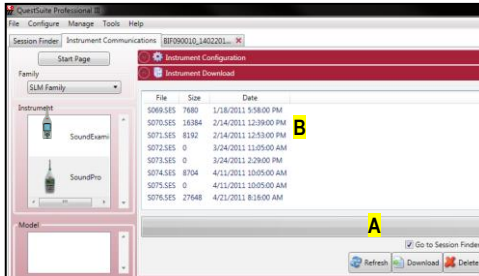 QuestSuite Professional II
File Configure Manage Tools Help
Session Finder Instrument Communications BIF090010_1402201...
Start Page
Family
SLM Family
Instrument
SoundExami
SoundPro
Model
Instrument Configuration
Instrument Download
File Size Date
S069.SES 7680 1/18/2011 5:58:00 PM
S070.SES 16384 2/14/2011 12:39:00 PM
S071.SES 8192 2/14/2011 12:53:00 PM
B
S072.SES 0 3/24/2011 11:05:00 AM
S073.SES 0 3/24/2011 2:29:00 PM
S074.SES 8704 4/11/2011 10:05:00 AM
S075.SES 0 4/11/2011 10:05:00 AM
S076.SES 27648 4/21/2011 8:16:00 AM
A
Go to Session Finder
Refresh Download Delete